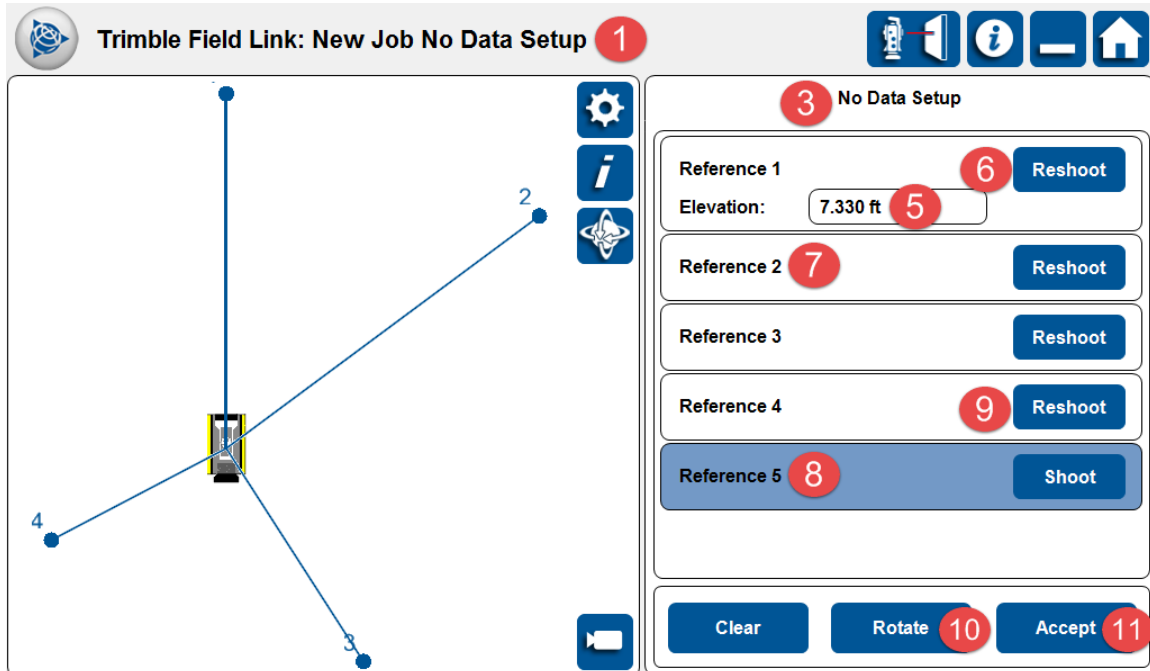 Trimble Field Link: New Job No Data Setup 1
2
4
3
3 No Data Setup
Reference 1 6 Reshoot
Elevation: 7.330 ft 5
Reference 2 7 Reshoot
Reference 3 Reshoot
Reference 4 9 Reshoot
Reference 5 8 Shoot
Clear Rotate 10 Accept 11